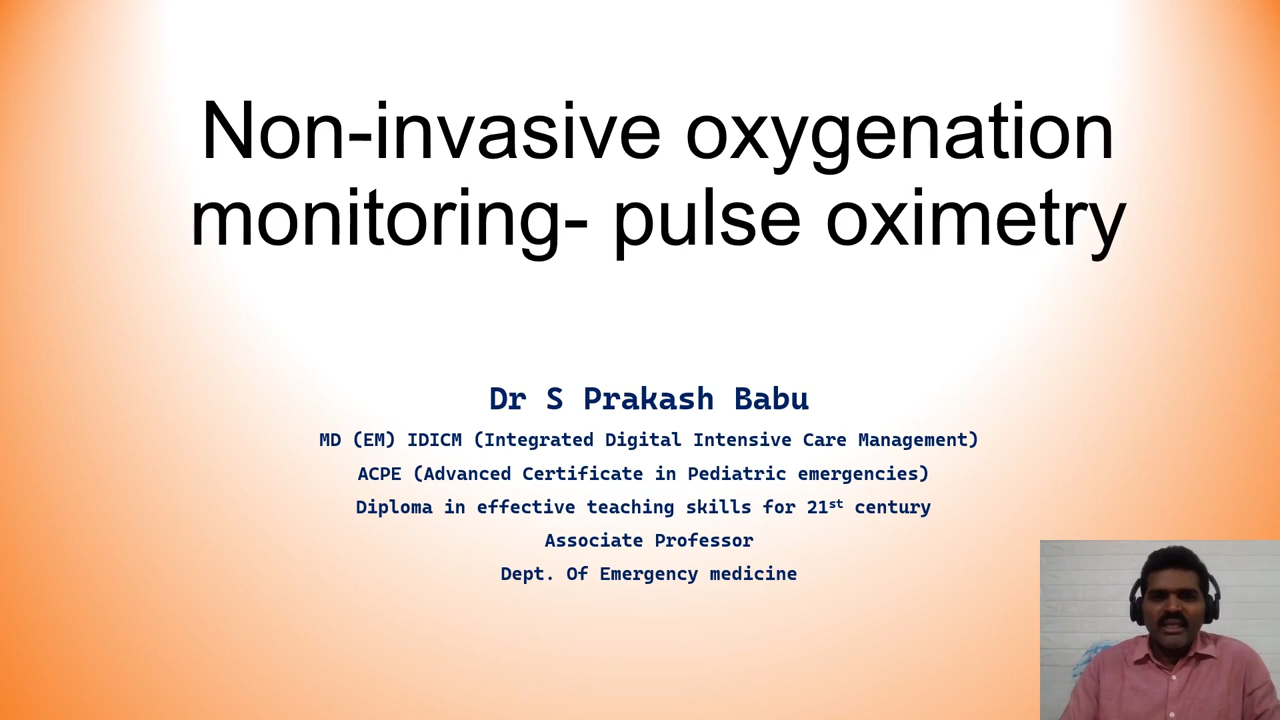 Non-invasive oxygenation
monitoring- pulse oximetry
Dr S Prakash Babu
MD (EM) IDICM (Integrated Digital Intensive Care Management)
ACPE (Advanced Certificate in Pediatric emergencies)
Diploma in effective teaching skills for 21st century
Associate Professor
Dept. Of Emergency medicine